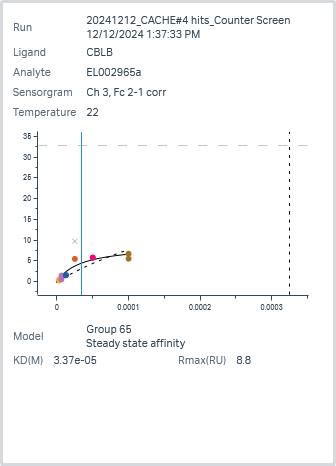 Run 20241212_CACHE#4 hits_Counter Screen
12/12/2024 1:37:33 PM
Ligand CBLB
Analyte EL002965a
Sensorgram Ch 3, Fc 2-1 corr
Temperature 22
35
30
25
20
15
10
5
0
0 0.0001 0.0002 0.0003
Model Group 65
Steady state affinity
KD(M) 3.37e-05 Rmax(RU) 8.8